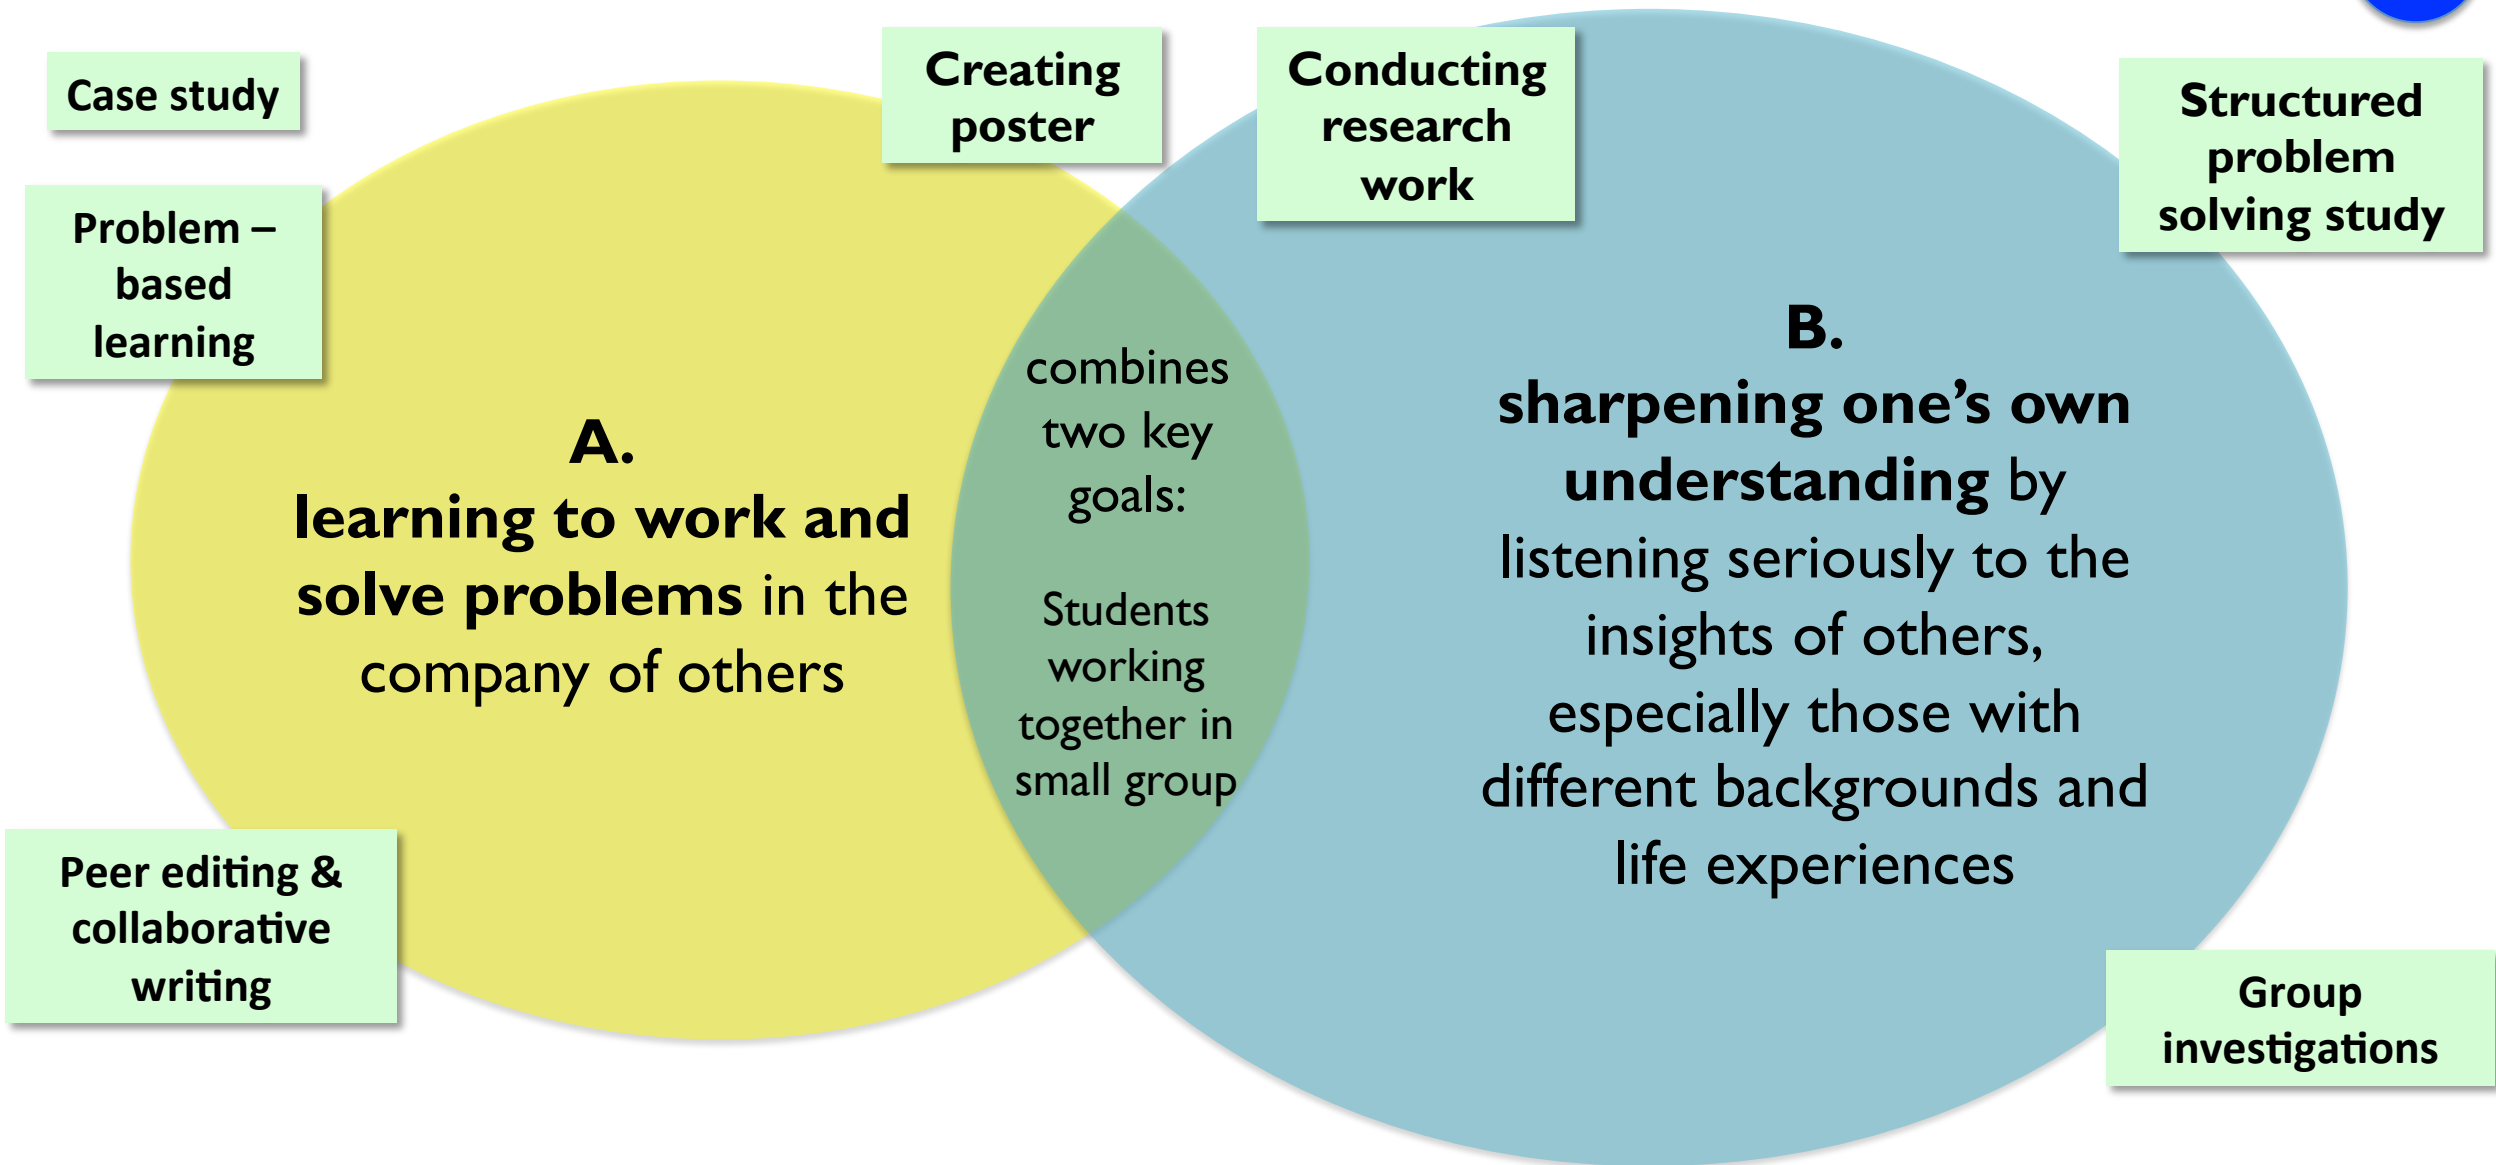 Case study
Problem –
based
learning
Creating
poster
Conducting
research
work
Structured
problem
solving study
A.
learning to work and
solve problems in the
company of others
combines
two key
goals:
Students
working
together in
small group
B.
sharpening one’s own
understanding by
listening seriously to the
insights of others,
especially those with
different backgrounds and
life experiences
Peer editing &
collaborative
writing
Group
investigations